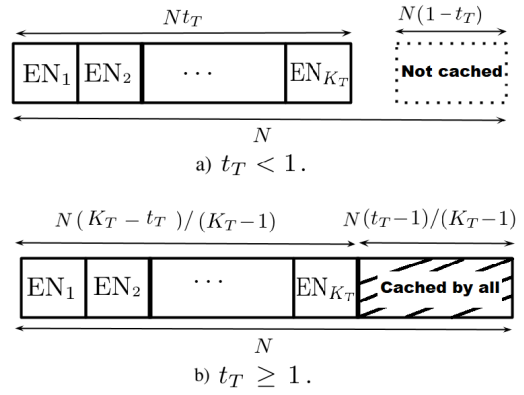 Nt_T N(1−t_T)
EN_1 EN_2 ··· EN_{K_T} Not cached
N
a) t_T < 1.
N(K_T − t_T)/(K_T−1) N(t_T−1)/(K_T−1)
EN_1 EN_2 ··· EN_{K_T} Cached by all
N
b) t_T ≥ 1.